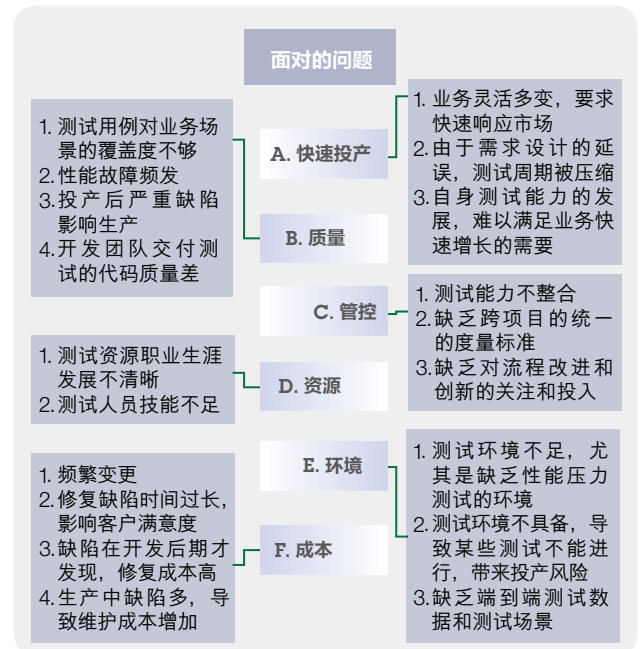 面对的问题
A. 快速投产
1. 业务灵活多变，要求
快速响应市场
2.由于需求设计的延
误，测试周期被压缩
3.自身测试能力的发
展，难以满足业务快
速增长的需要
1. 测试用例对业务场
景的覆盖度不够
2.性能故障频发
3.投产后严重缺陷
影响生产
4.开发团队交付测
试的代码质量差
B. 质量
C. 管控
1. 测试能力不整合
2.缺乏跨项目的统一
的度量标准
3.缺乏对流程改进和
创新的关注和投入
1. 测试资源职业生涯
发展不清晰
2.测试人员技能不足
D. 资源
E. 环境
1. 测试环境不足，尤
其是缺乏性能压力
测试的环境
2.测试环境不具备，导
致某些测试不能进
行，带来投产风险
3.缺乏端到端测试数
据和测试场景
1. 频繁变更
2.修复缺陷时间过长，
影响客户满意度
3.缺陷在开发后期才
发现，修复成本高
4.生产中缺陷多，导
致维护成本增加
F. 成本